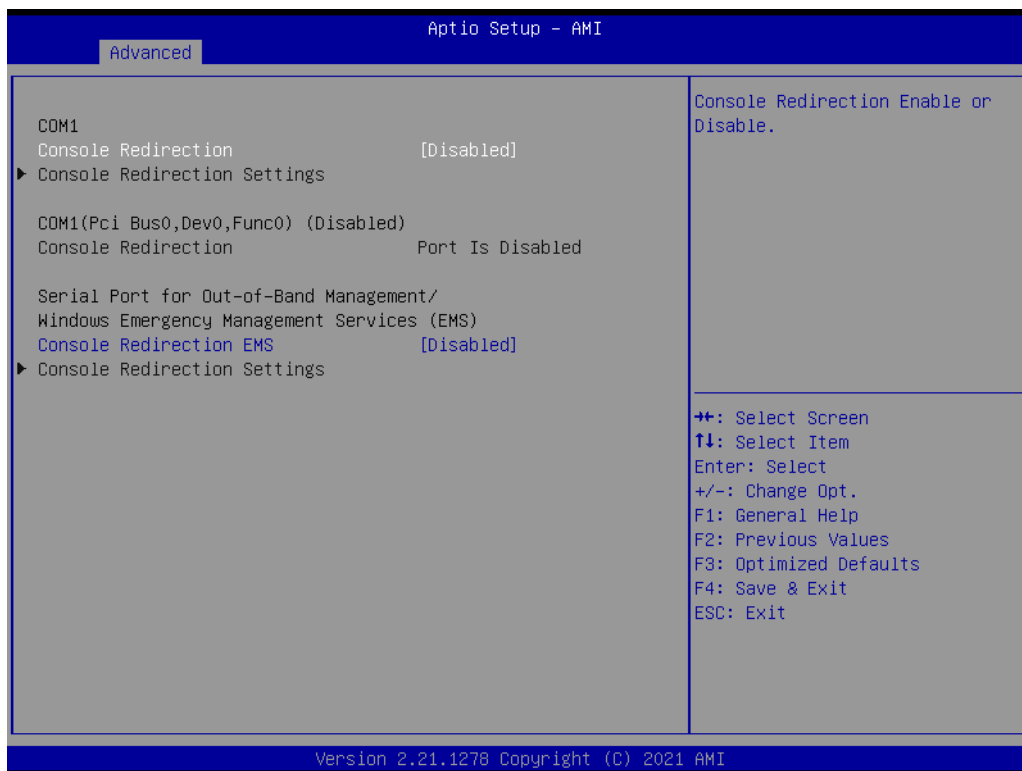 Aptio Setup – AMI
Advanced
COM1
Console Redirection [Disabled]
▶ Console Redirection Settings
COM1(Pci Bus0,Dev0,Func0) (Disabled)
Console Redirection Port Is Disabled
Serial Port for Out-of-Band Management/
Windows Emergency Management Services (EMS)
Console Redirection EMS [Disabled]
▶ Console Redirection Settings
Console Redirection Enable or
Disable.
→←: Select Screen
↑↓: Select Item
Enter: Select
+/-: Change Opt.
F1: General Help
F2: Previous Values
F3: Optimized Defaults
F4: Save & Exit
ESC: Exit
Version 2.21.1278 Copyright (C) 2021 AMI